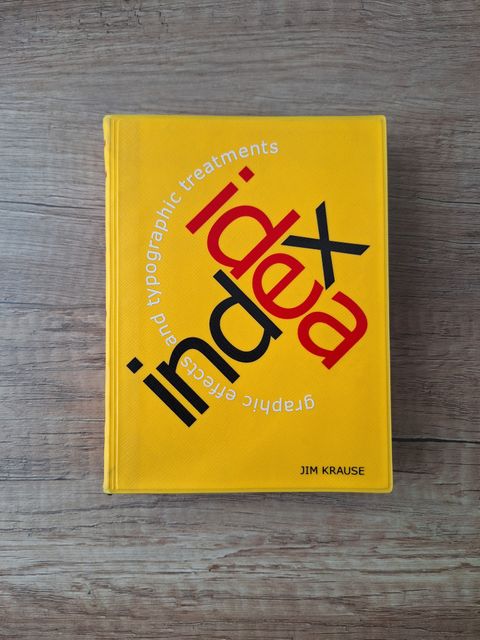 idea
index
graphic effects and typographic treatments
JIM KRAUSE